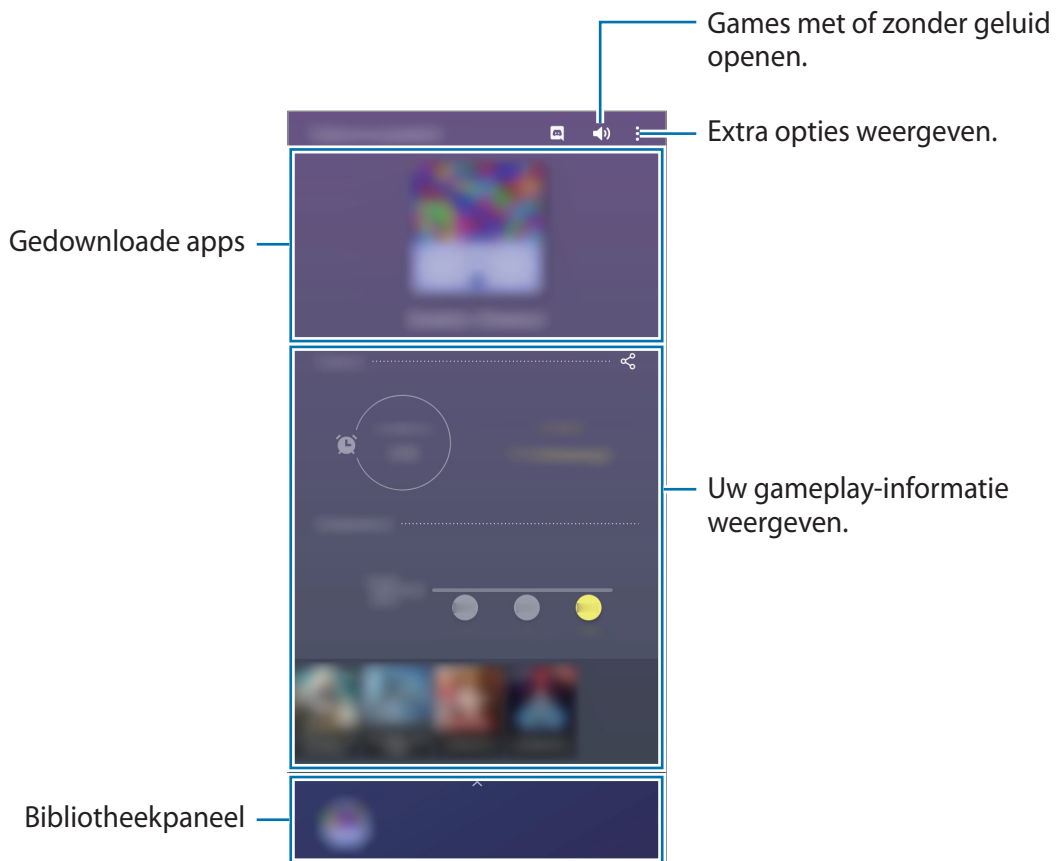 Games met of zonder geluid
openen.
Extra opties weergeven.
Gedownloade apps
Uw gameplay-informatie
weergeven.
Bibliotheekpaneel